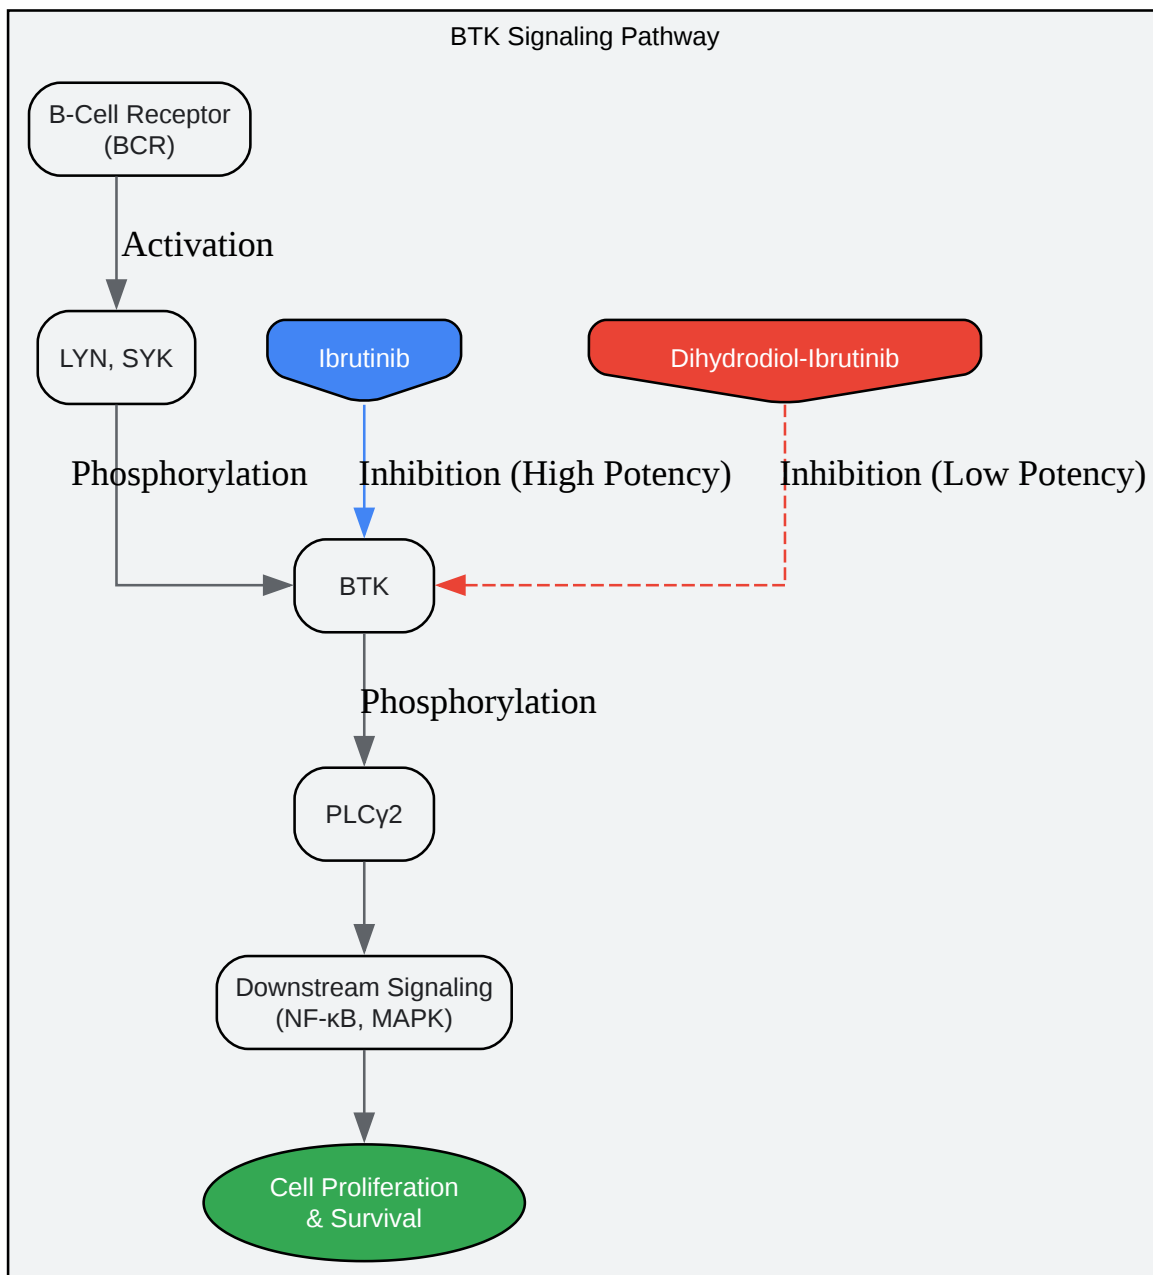 BTK Signaling Pathway
B-Cell Receptor
(BCR)
Activation
LYN, SYK
Ibrutinib
Dihydrodiol-Ibrutinib
Phosphorylation
Inhibition (High Potency)
Inhibition (Low Potency)
BTK
Phosphorylation
PLCγ2
Downstream Signaling
(NF-κB, MAPK)
Cell Proliferation
& Survival